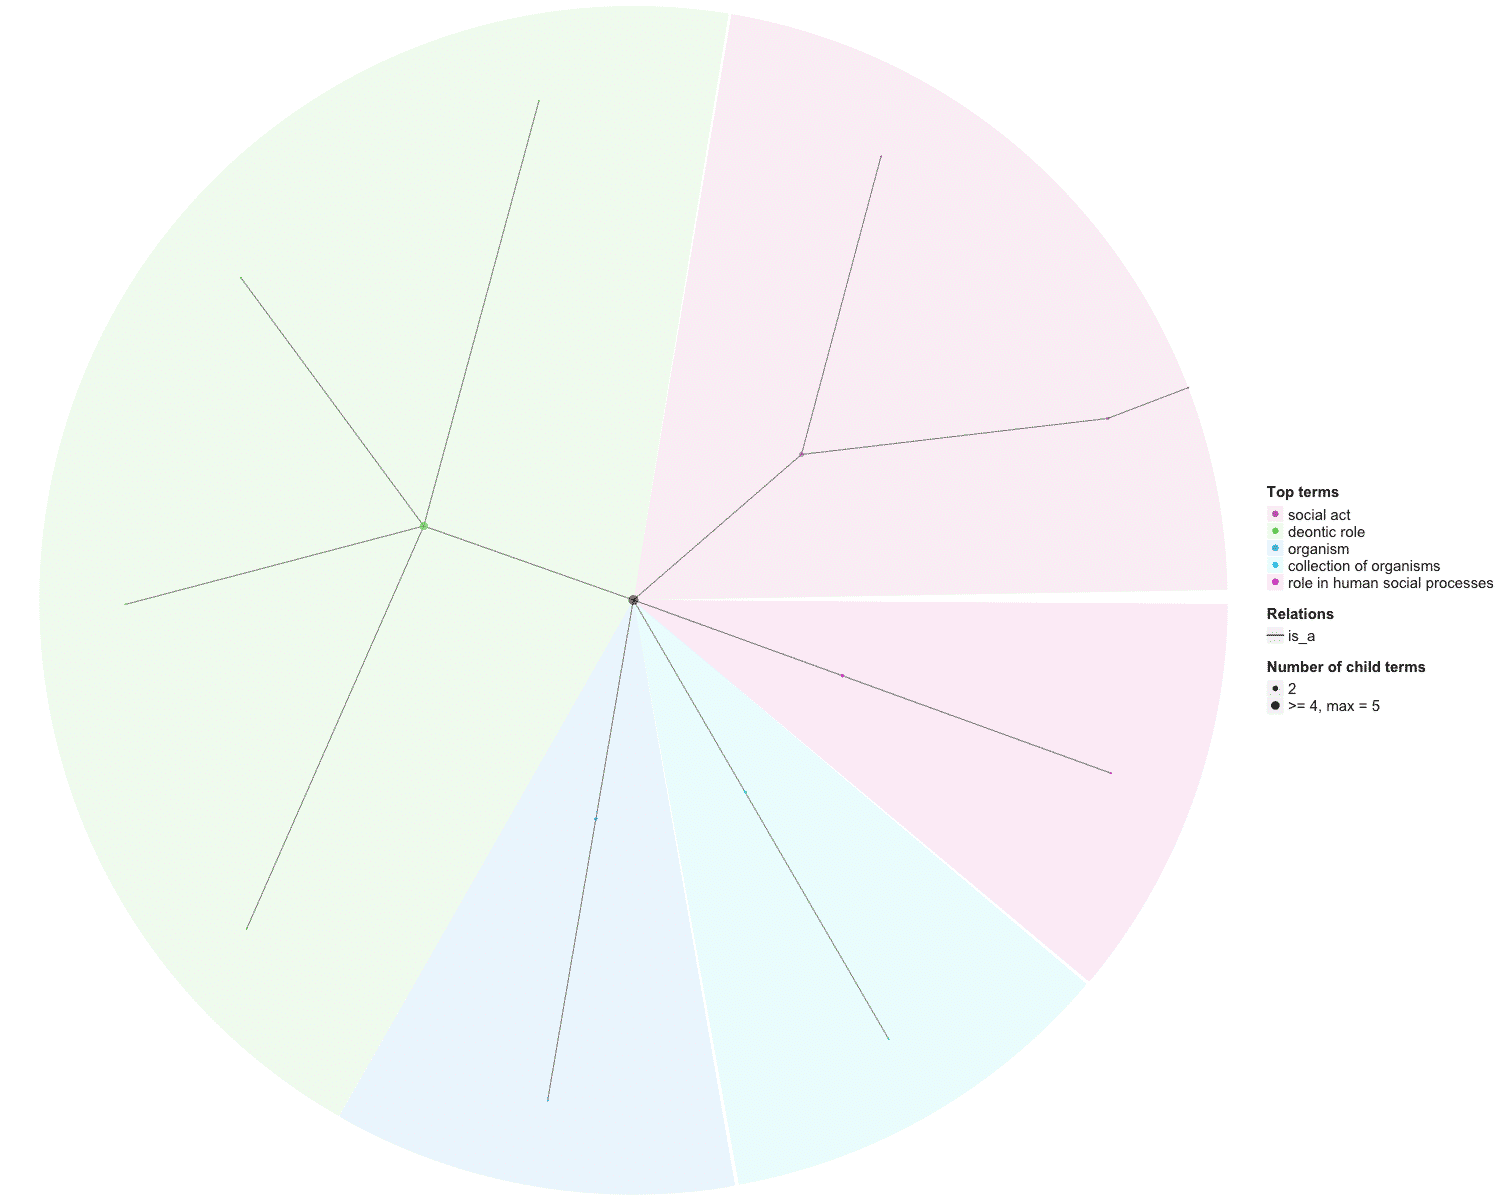 Top terms
social act
deontic role
organism
collection of organisms
role in human social processes
Relations
is_a
Number of child terms
2
>= 4, max = 5